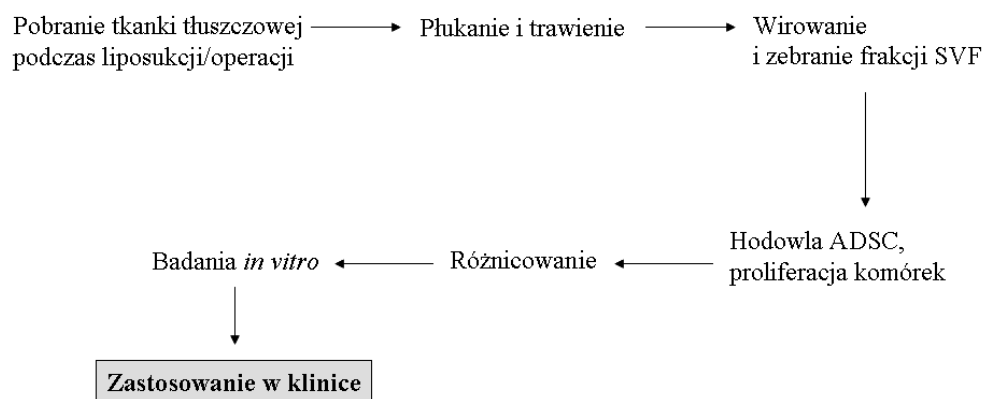 Pobranie tkanki tłuszczowej
podczas liposukcji/operacji
Płukanie i trawienie
Wirowanie
i zebranie frakcji SVF
Hodowla ADSC,
proliferacja komórek
Różnicowanie
Badania in vitro
Zastosowanie w klinice